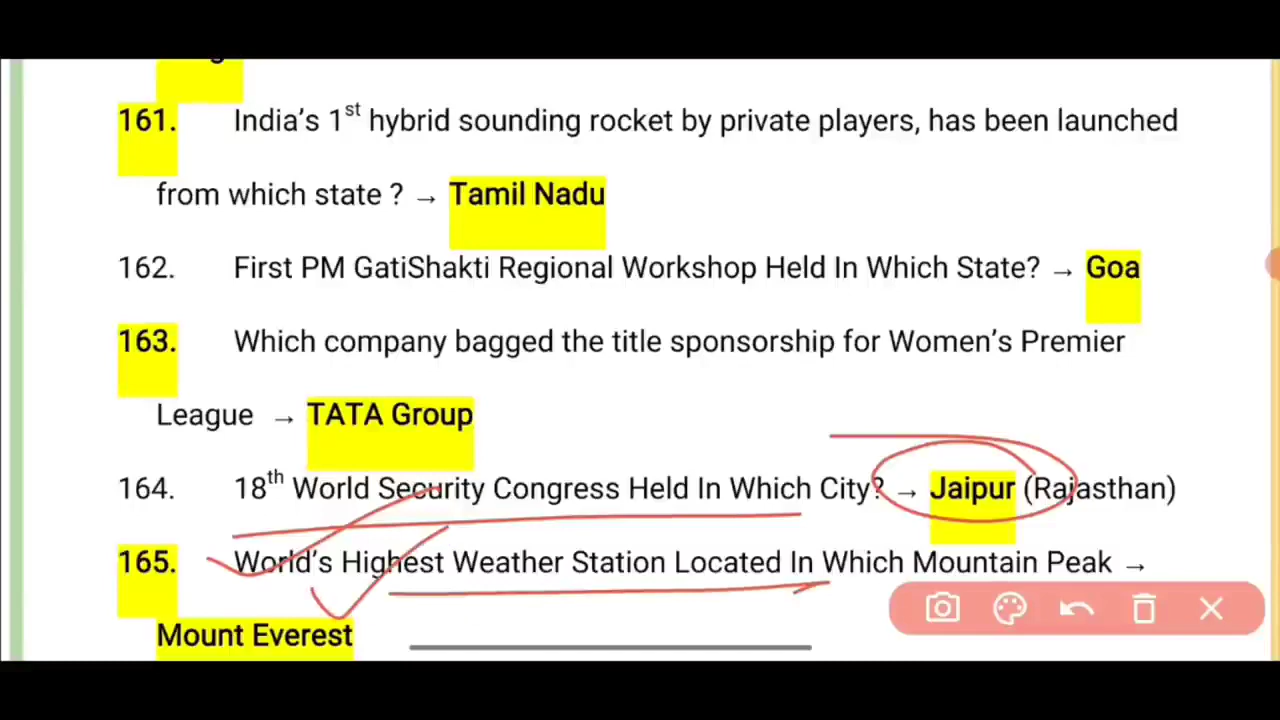 161. India’s 1st hybrid sounding rocket by private players, has been launched
from which state ? → Tamil Nadu
162. First PM GatiShakti Regional Workshop Held In Which State? → Goa
163. Which company bagged the title sponsorship for Women’s Premier
League → TATA Group
164. 18th World Security Congress Held In Which City? → Jaipur (Rajasthan)
165. World’s Highest Weather Station Located In Which Mountain Peak →
Mount Everest